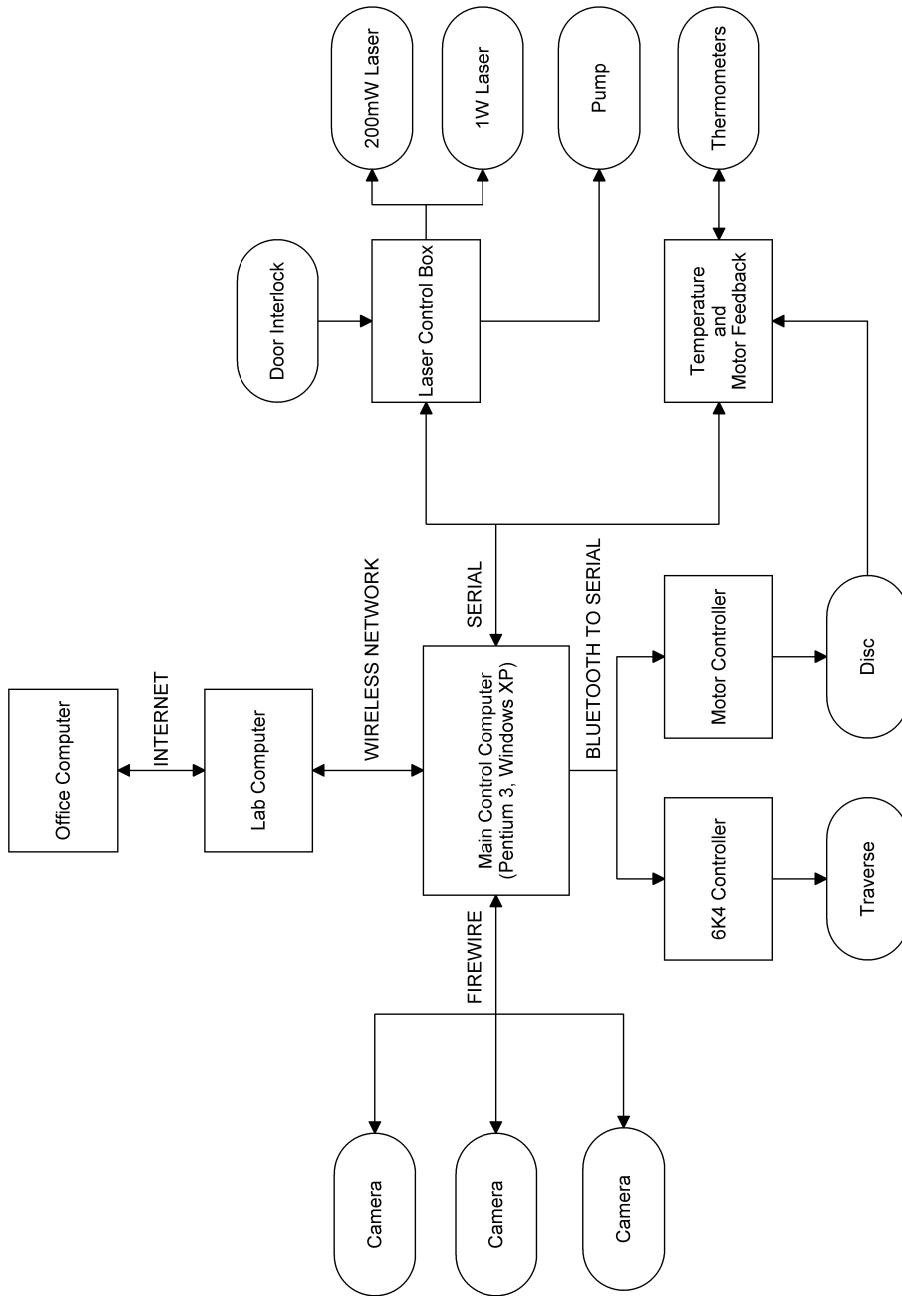 Office Computer
INTERNET
Lab Computer
WIRELESS NETWORK
Door Interlock
200mW Laser
1W Laser
Laser Control Box
Pump
Camera
Camera
Camera
FIREWIRE
Main Control Computer
(Pentium 3, Windows XP)
SERIAL
BLUETOOTH TO SERIAL
6K4 Controller
Motor Controller
Temperature
and
Motor Feedback
Thermometers
Traverse
Disc